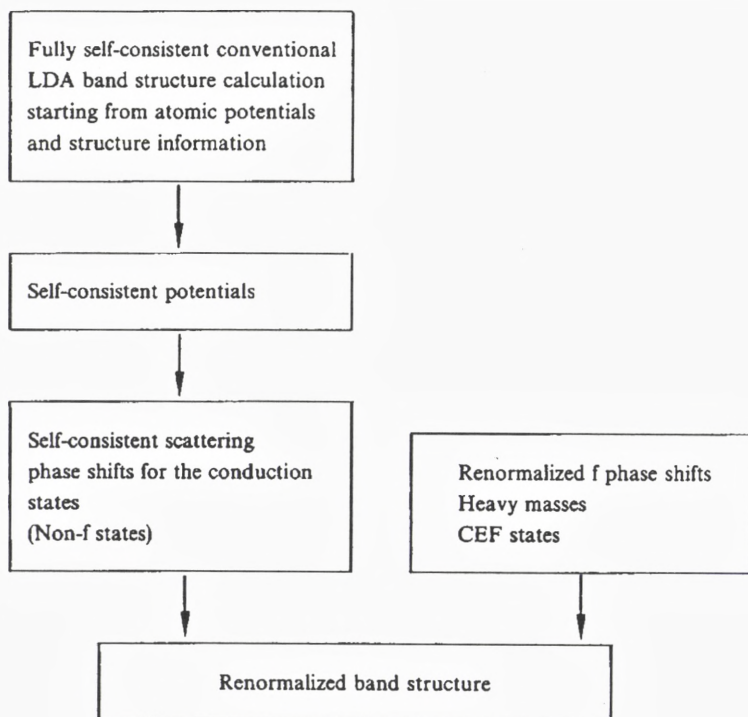 Fully self-consistent conventional
LDA band structure calculation
starting from atomic potentials
and structure information
Self-consistent potentials
Self-consistent scattering
phase shifts for the conduction
states
(Non-f states)
Renormalized f phase shifts
Heavy masses
CEF states
Renormalized band structure